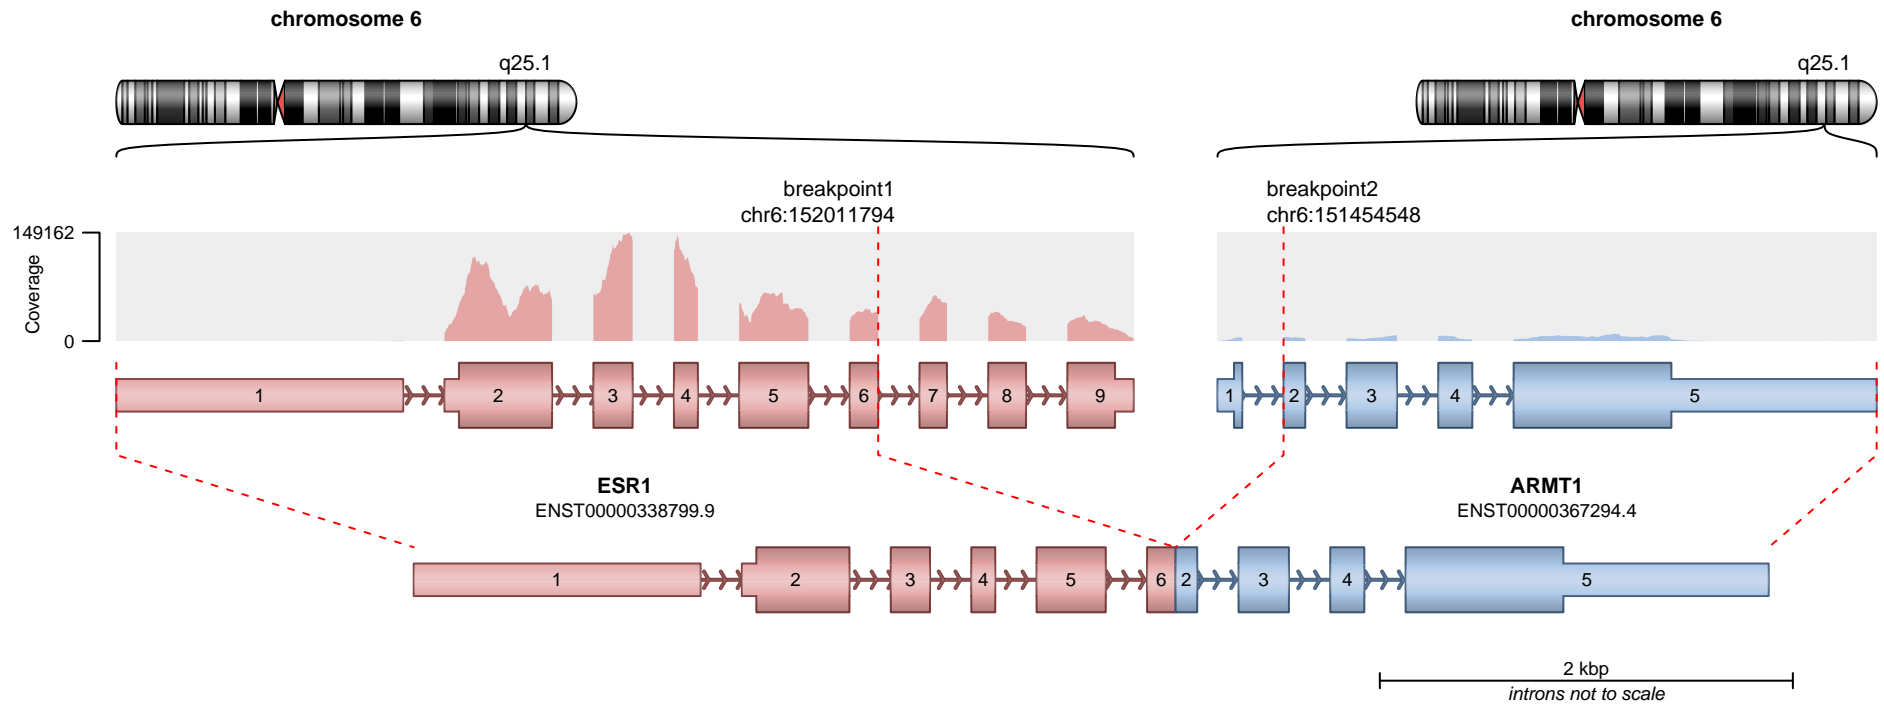 chromosome 6
chromosome 6
q25.1
q25.1
breakpoint1
chr6:152011794
breakpoint2
chr6:151454548
149162
Coverage
0
1 2 3 4 5 6 7 8 9
1 2 3 4 5
ESR1
ENST00000338799.9
ARMT1
ENST00000367294.4
1 2 3 4 5 6 2 3 4 5
2 kbp
introns not to scale